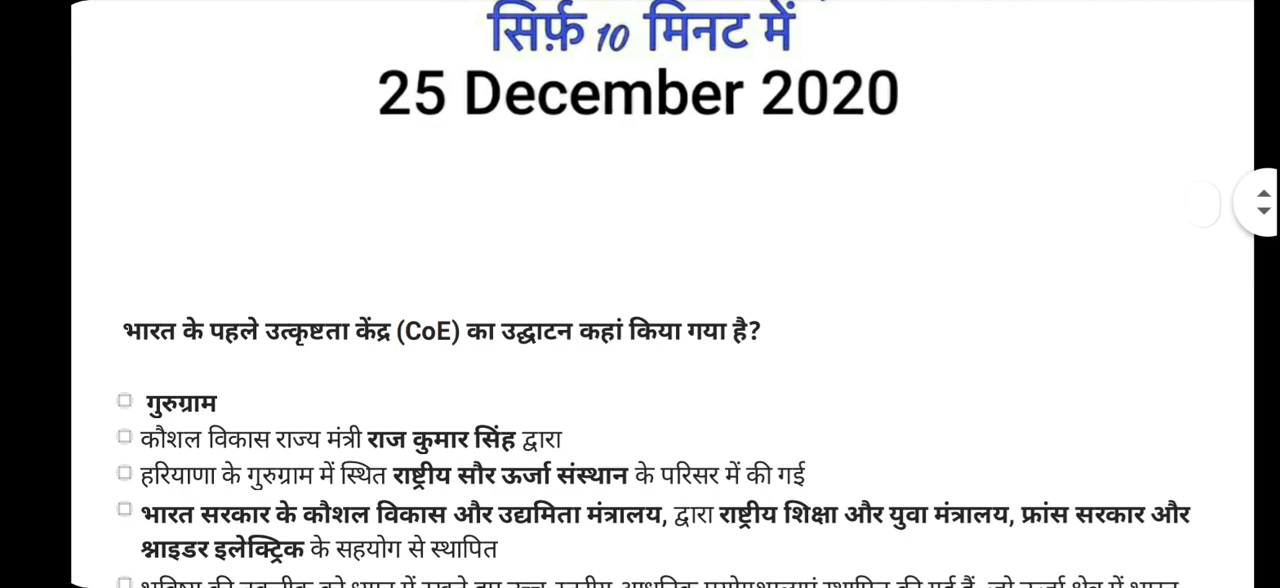 सिर्फ़ 10 मिनट में
25 December 2020
भारत के पहले उत्कृष्टता केंद्र (CoE) का उद्घाटन कहां किया गया है?
गुरुग्राम
कौशल विकास राज्य मंत्री राज कुमार सिंह द्वारा
हरियाणा के गुरुग्राम में स्थित राष्ट्रीय सौर ऊर्जा संस्थान के परिसर में की गई
भारत सरकार के कौशल विकास और उद्यमिता मंत्रालय, द्वारा राष्ट्रीय शिक्षा और युवा मंत्रालय, फ्रांस सरकार और
श्नाइडर इलेक्ट्रिक के सहयोग से स्थापित